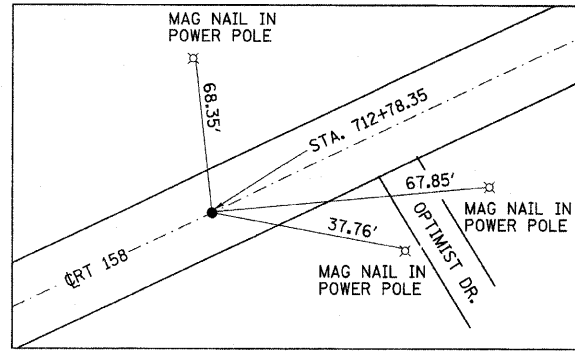 MAG NAIL IN
POWER POLE
68.35'
STA. 712+78.35
67.85'
MAG NAIL IN
POWER POLE
37.76'
OPTIMIST DR.
MAG NAIL IN
POWER POLE
℄RT 158